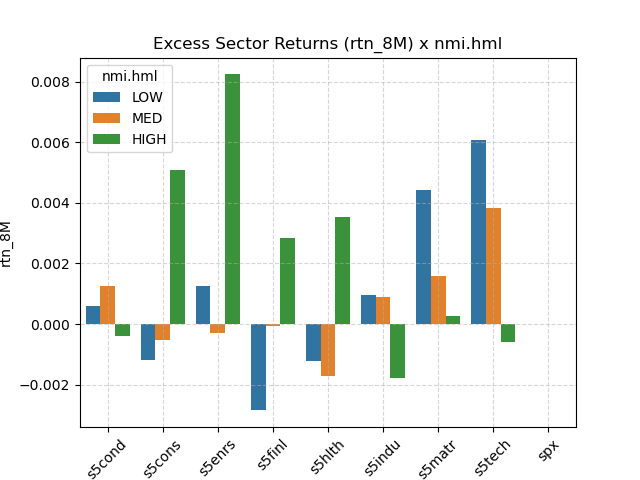 Excess Sector Returns (rtn_8M) x nmi.hml
nmi.hml
LOW
MED
HIGH
rtn_8M
0.008
0.006
0.004
0.002
0.000
−0.002
s5cond
s5cons
s5enrs
s5finl
s5hlth
s5indu
s5matr
s5tech
spx